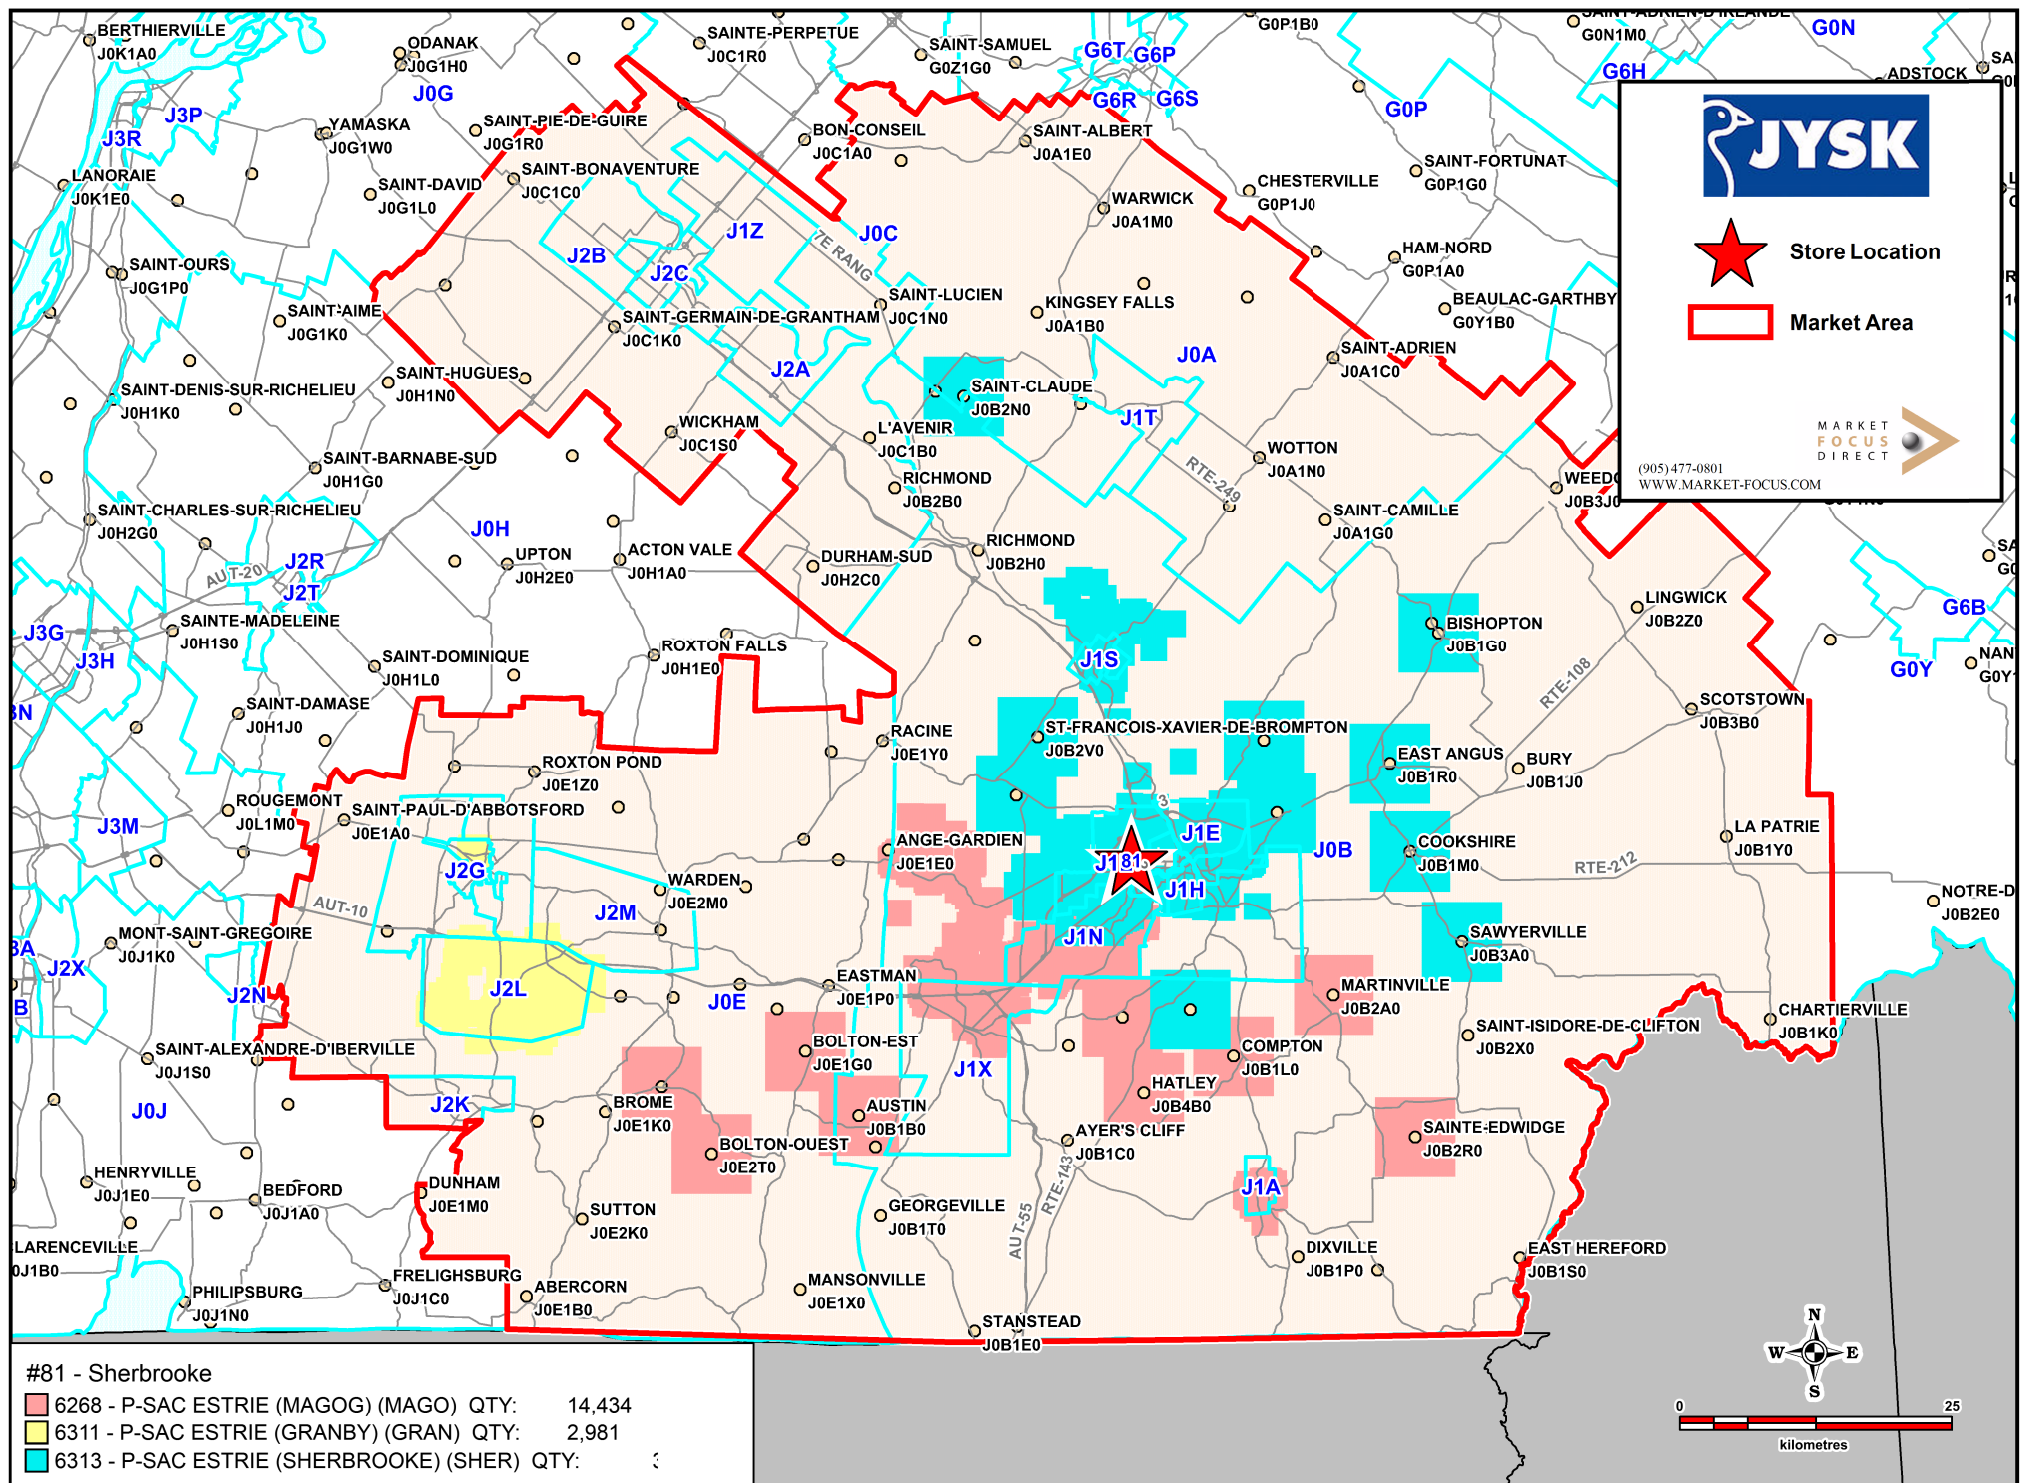 BERTHIERVILLE
J0K1A0
ODANAK
J0G1H0
J0G
SAINTE-PERPETUE
J0C1R0
SAINT-SAMUEL
G0Z1G0
G6T
G6P
G6R
G6S
G0P1B0
SAINT-ADRIEN-D'IRLANDE
G0N1M0
G0N
G6H
ADSTOCK
G0P
J3P
J3R
YAMASKA
J0G1W0
SAINT-PIE-DE-GUIRE
J0G1R0
BON-CONSEIL
J0C1A0
SAINT-ALBERT
J0A1E0
SAINT-FORTUNAT
G0P1G0
LANORAIE
J0K1E0
SAINT-DAVID
J0G1L0
SAINT-BONAVENTURE
J0C1C0
WARWICK
J0A1M0
CHESTERVILLE
G0P1J0
J1Z
J0C
7E RANG
J2B
J2C
HAM-NORD
G0P1A0
SAINT-OURS
J0G1P0
SAINT-AIME
J0G1K0
SAINT-LUCIEN
J0C1N0
SAINT-GERMAIN-DE-GRANTHAM
J0C1K0
KINGSEY FALLS
J0A1B0
BEAULAC-GARTHBY
G0Y1B0
SAINT-ADRIEN
J0A1C0
J0A
J2A
SAINT-DENIS-SUR-RICHELIEU
J0H1K0
SAINT-HUGUES
J0H1N0
SAINT-CLAUDE
J0B2N0
J1T
WICKHAM
J0C1S0
L'AVENIR
J0C1B0
WOTTON
J0A1N0
RTE-249
SAINT-BARNABE-SUD
J0H1G0
RICHMOND
J0B2B0
J0B3J0
SAINT-CHARLES-SUR-RICHELIEU
J0H2G0
J0H
SAINT-CAMILLE
J0A1G0
J2R
J2T
AUT-20
UPTON
J0H2E0
ACTON VALE
J0H1A0
DURHAM-SUD
J0H2C0
RICHMOND
J0B2H0
LINGWICK
J0B2Z0
G6B
J3G
J3H
SAINTE-MADELEINE
J0H1S0
SAINT-DOMINIQUE
J0H1L0
ROXTON FALLS
J0H1E0
J1S
BISHOPTON
J0B1G0
RTE-108
G0Y
SCOTSTOWN
J0B3B0
SAINT-DAMASE
J0H1J0
RACINE
J0E1Y0
ST-FRANCOIS-XAVIER-DE-BROMPTON
J0B2V0
EAST ANGUS
J0B1R0
BURY
J0B1J0
ROXTON POND
J0E1Z0
ROUGEMONT
J0L1M0
SAINT-PAUL-D'ABBOTSFORD
J0E1A0
J3M
ANGE-GARDIEN
J0E1E0
J1E
J0B
81
J1H
COOKSHIRE
J0B1M0
RTE-212
LA PATRIE
J0B1Y0
J2G
WARDEN
J0E2M0
J2M
AUT-10
J1N
SAWYERVILLE
J0B3A0
NOTRE-D
J0B2E0
MONT-SAINT-GREGOIRE
J0J1K0
J2X
J2N
J2L
J0E
EASTMAN
J0E1P0
MARTINVILLE
J0B2A0
CHARTIERVILLE
J0B1K0
SAINT-ISIDORE-DE-CLIFTON
J0B2X0
SAINT-ALEXANDRE-D'IBERVILLE
J0J1S0
BOLTON-EST
J0E1G0
J1X
COMPTON
J0B1L0
J0J
J2K
BROME
J0E1K0
AUSTIN
J0B1B0
HATLEY
J0B4B0
BOLTON-OUEST
J0E2T0
AYER'S CLIFF
J0B1C0
SAINTE-EDWIDGE
J0B2R0
RTE-143
HENRYVILLE
J0J1E0
BEDFORD
J0J1A0
DUNHAM
J0E1M0
SUTTON
J0E2K0
GEORGEVILLE
J0B1T0
J1A
AUT-55
LARENCEVILLE
0J1B0
DIXVILLE
J0B1P0
EAST HEREFORD
J0B1S0
PHILIPSBURG
J0J1N0
FRELIGHSBURG
J0J1C0
ABERCORN
J0E1B0
MANSONVILLE
J0E1X0
STANSTEAD
J0B1E0
JYSK
Store Location
Market Area
MARKET
FOCUS
DIRECT
(905) 477-0801
WWW.MARKET-FOCUS.COM
#81 - Sherbrooke
6268 - P-SAC ESTRIE (MAGOG) (MAGO) QTY: 14,434
6311 - P-SAC ESTRIE (GRANBY) (GRAN) QTY: 2,981
6313 - P-SAC ESTRIE (SHERBROOKE) (SHER) QTY:
N
W E
S
0 25
kilometres